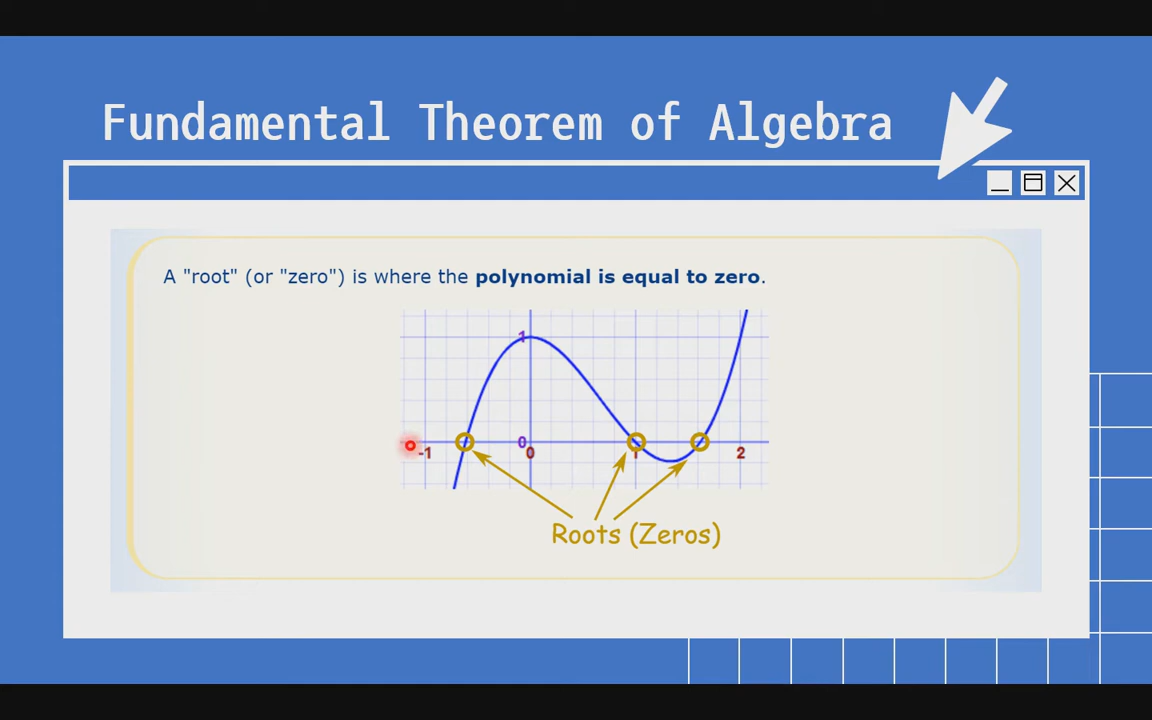 Fundamental Theorem of Algebra
A "root" (or "zero") is where the polynomial is equal to zero.
1
0
-1 0 1 2
Roots (Zeros)